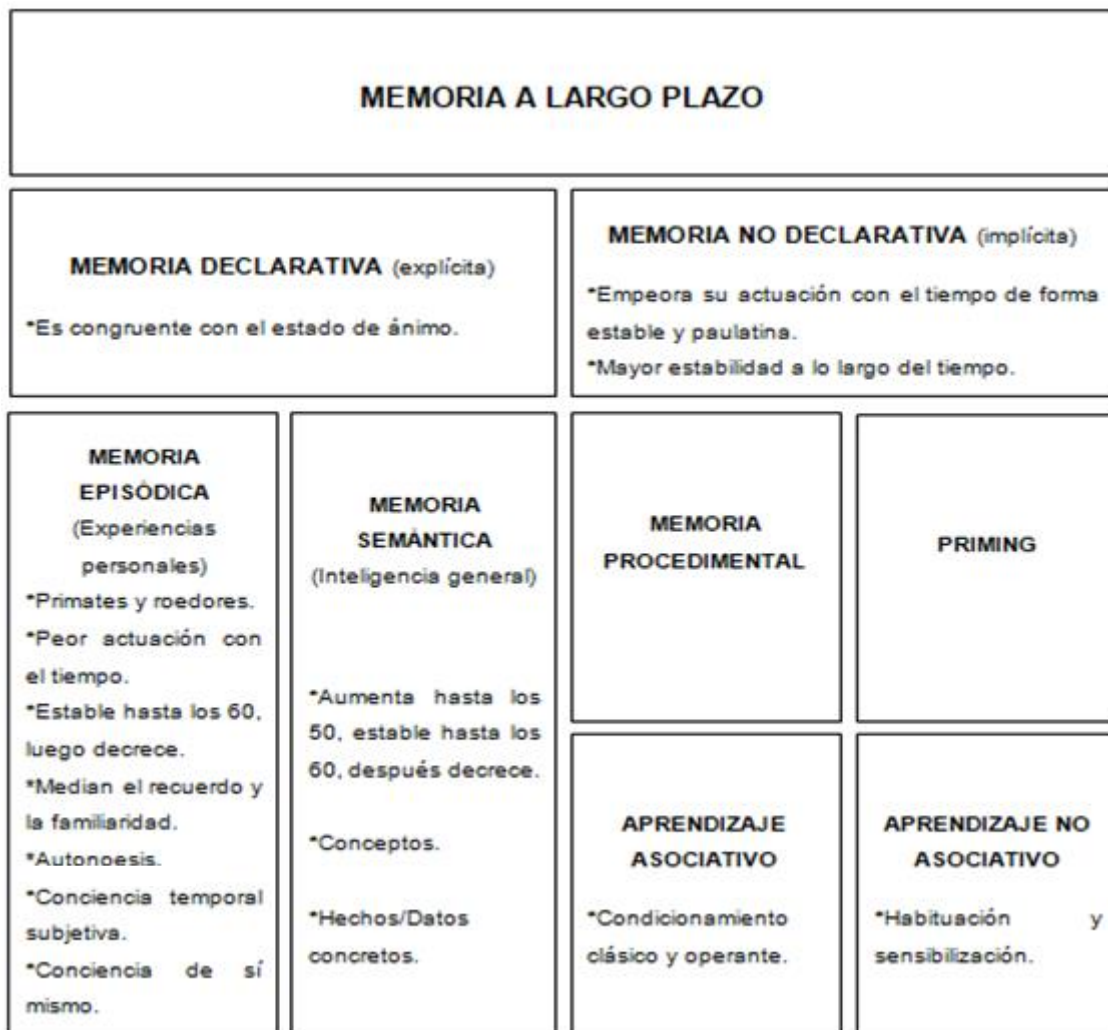 MEMORIA A LARGO PLAZO
MEMORIA DECLARATIVA (explícita)
*Es congruente con el estado de ánimo.
MEMORIA NO DECLARATIVA (implícita)
*Empeora su actuación con el tiempo de forma
estable y paulatina.
*Mayor estabilidad a lo largo del tiempo.
MEMORIA
EPISÓDICA
(Experiencias
personales)
*Primates y roedores.
*Peor actuación con
el tiempo.
*Estable hasta los 60,
luego decrece.
*Median el recuerdo y
la familiaridad.
*Autonoesis.
*Conciencia temporal
subjetiva.
*Conciencia de sí
mismo.
MEMORIA
SEMÁNTICA
(Inteligencia general)
*Aumenta hasta los
50, estable hasta los
60, después decrece.
*Conceptos.
*Hechos/Datos
concretos.
MEMORIA
PROCEDIMENTAL
PRIMING
APRENDIZAJE
ASOCIATIVO
*Condicionamiento
clásico y operante.
APRENDIZAJE NO
ASOCIATIVO
*Habituación y
sensibilización.